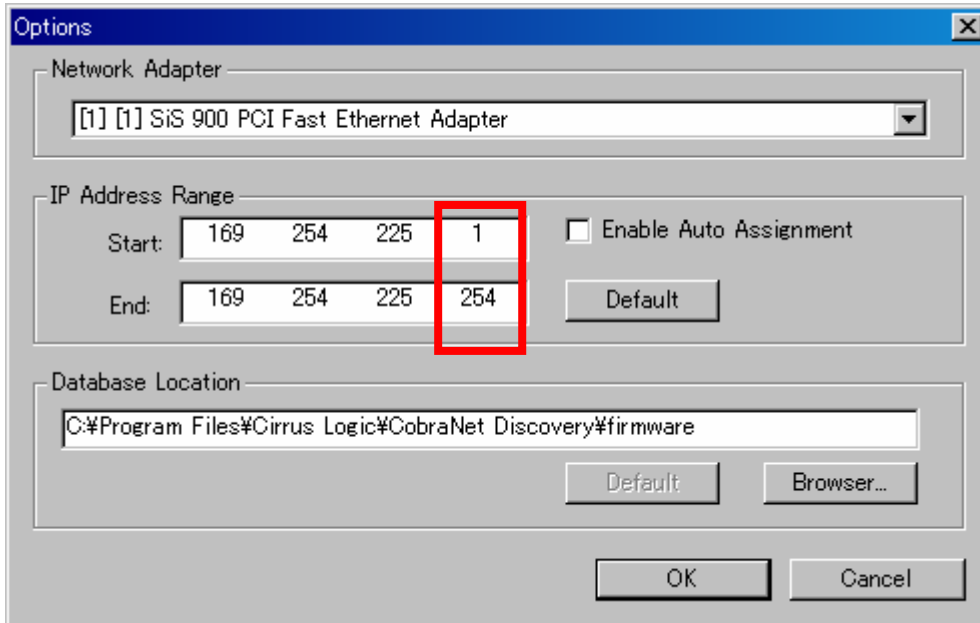 Options
Network Adapter
[1] [1] SiS 900 PCI Fast Ethernet Adapter
IP Address Range
Start: 169 254 225 1 Enable Auto Assignment
End: 169 254 225 254 Default
Database Location
C:¥Program Files¥Cirrus Logic¥CobraNet Discovery¥firmware
Default Browser...
OK Cancel